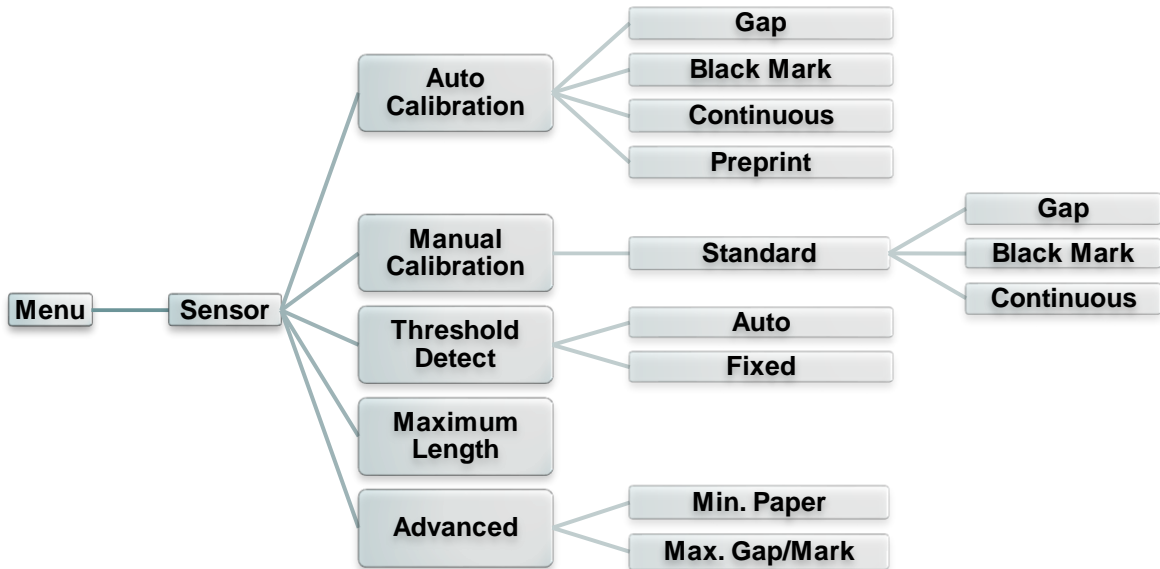 Menu
Sensor
Auto
Calibration
Gap
Black Mark
Continuous
Preprint
Manual
Calibration
Standard
Gap
Black Mark
Continuous
Threshold
Detect
Auto
Fixed
Maximum
Length
Advanced
Min. Paper
Max. Gap/Mark